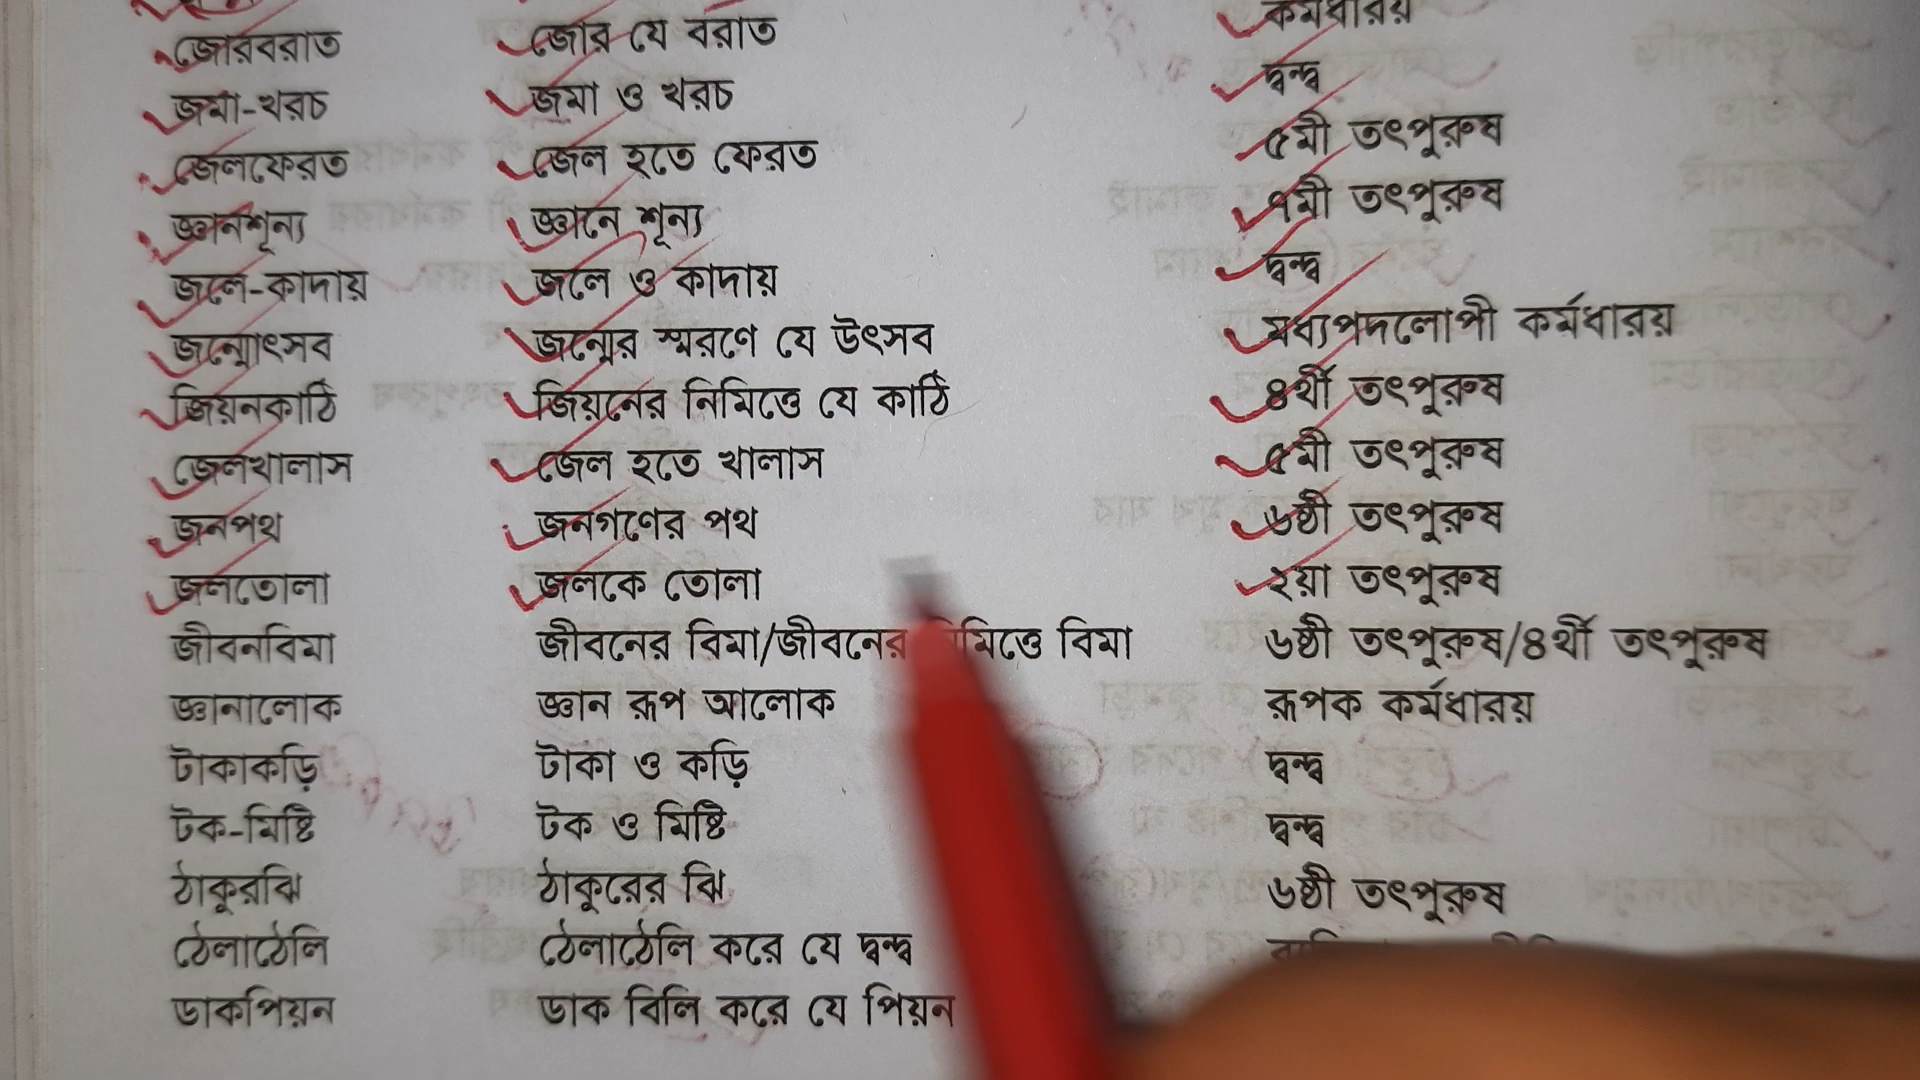 জোরবরাত জোর যে বরাত কর্মধারয়
জমা-খরচ জমা ও খরচ দ্বন্দ্ব
জেলফেরত জেল হতে ফেরত ৫মী তৎপুরুষ
জ্ঞানশূন্য জ্ঞানে শূন্য ৭মী তৎপুরুষ
জলে-কাদায় জলে ও কাদায় দ্বন্দ্ব
জন্মোৎসব জন্মের স্মরণে যে উৎসব মধ্যপদলোপী কর্মধারয়
জিয়নকাঠি জিয়নের নিমিত্তে যে কাঠি ৪র্থী তৎপুরুষ
জেলখালাস জেল হতে খালাস ৫মী তৎপুরুষ
জনপথ জনগণের পথ ৬ষ্ঠী তৎপুরুষ
জলতোলা জলকে তোলা ২য়া তৎপুরুষ
জীবনবিমা জীবনের বিমা/জীবনের বিমা ৬ষ্ঠী তৎপুরুষ/৪র্থী তৎপুরুষ
জ্ঞানালোক জ্ঞান রূপ আলোক রূপক কর্মধারয়
টাকাকড়ি টাকা ও কড়ি দ্বন্দ্ব
টক-মিষ্টি টক ও মিষ্টি দ্বন্দ্ব
ঠাকুরঝি ঠাকুরের ঝি ৬ষ্ঠী তৎপুরুষ
ঠেলাঠেলি ঠেলাঠেলি করে যে দ্বন্দ্ব
ডাকপিয়ন ডাক বিলি করে যে পিয়ন